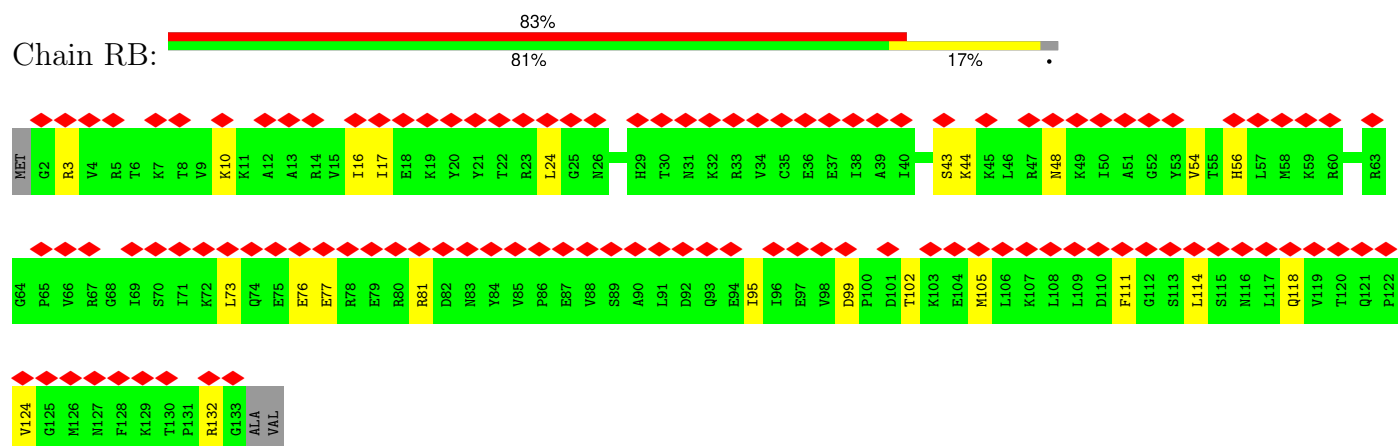 83%
Chain RB:
81% 17% •
MET G2 R3 V4 R5 T6 K7 T8 V9 K10 K11 A12 A13 R14 V15 I16 I17 E18 K19 Y20 Y21 T22 R23 L24 G25 N26 H29 T30 N31 K32 R33 V34 C35 E36 E37 I38 A39 I40 S43 K44 K45 L46 R47 N48 K49 I50 A51 G52 Y53 V54 T55 H56 L57 M58 K59 R60 R63
G64 P65 V66 R67 G68 I69 S70 I71 K72 L73 Q74 E75 E76 E77 R78 E79 R80 R81 D82 N83 Y84 V85 P86 E87 V88 S89 A90 L91 D92 Q93 E94 I95 I96 E97 V98 D99 P100 D101 T102 K103 E104 M105 L106 K107 L108 L109 D110 F111 G112 S113 L114 S115 N116 L117 Q118 V119 T120 Q121 P122
V124 G125 M126 N127 F128 K129 T130 P131 R132 G133 ALA VAL